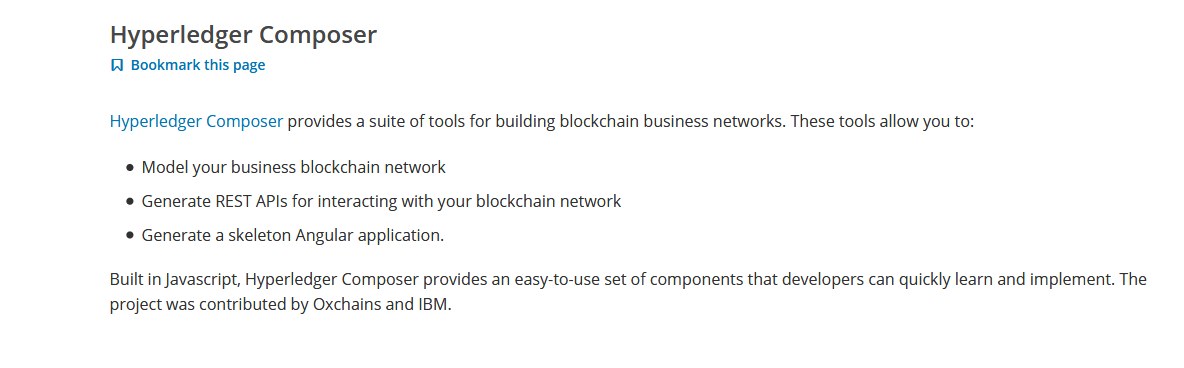 Hyperledger Composer
Bookmark this page
Hyperledger Composer provides a suite of tools for building blockchain business networks. These tools allow you to:
● Model your business blockchain network
● Generate REST APIs for interacting with your blockchain network
● Generate a skeleton Angular application.
Built in Javascript, Hyperledger Composer provides an easy-to-use set of components that developers can quickly learn and implement. The
project was contributed by Oxchains and IBM.